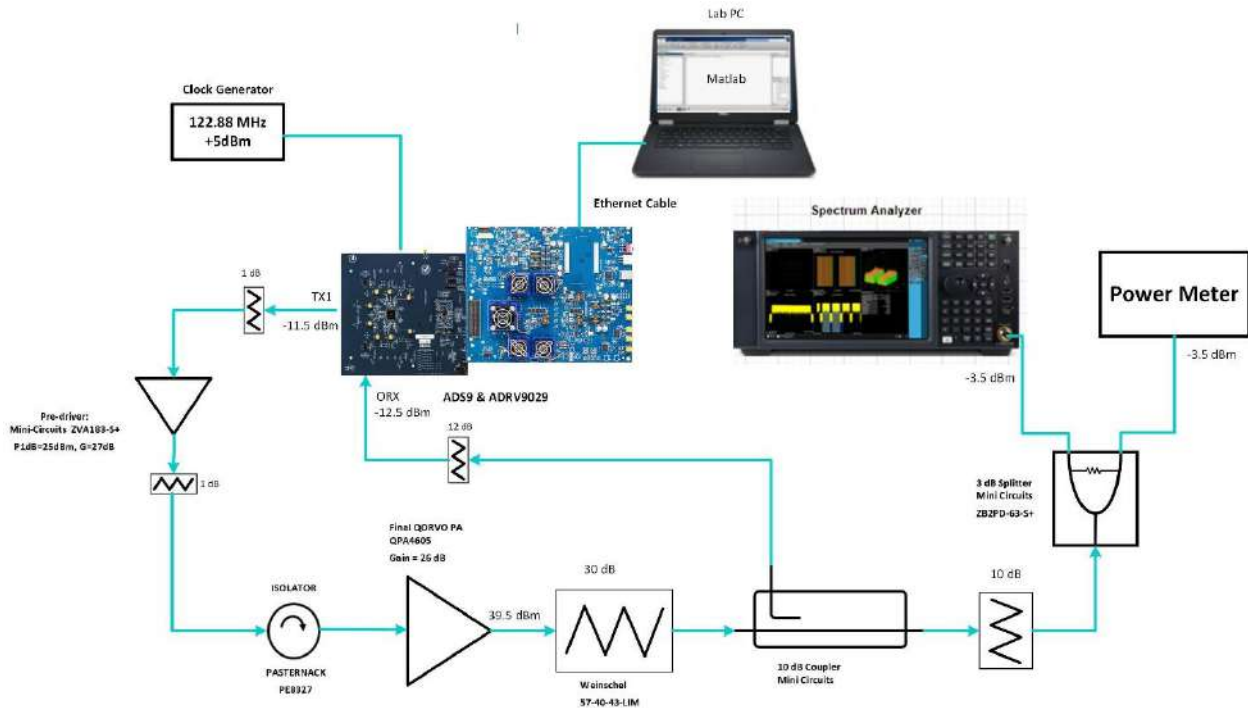 Lab PC
Matlab
Clock Generator
122.88 MHz
+5dBm
Ethernet Cable
Spectrum Analyzer
1 dB
TX1
-11.5 dBm
Power Meter
-3.5 dBm
-3.5 dBm
ORX
-12.5 dBm
ADS9 & ADRV9029
Pre-driver:
Mini-Circuits ZVA183-S+
P1dB=25dBm, G=27dB
12 dB
1 dB
3 dB Splitter
Mini Circuits
ZB2PD-63-S+
Final QORVO PA
QPA4605
Gain = 26 dB
30 dB
10 dB
ISOLATOR
39.5 dBm
PASTERNACK
PE8327
Weinschel
57-40-43-LIM
10 dB Coupler
Mini Circuits